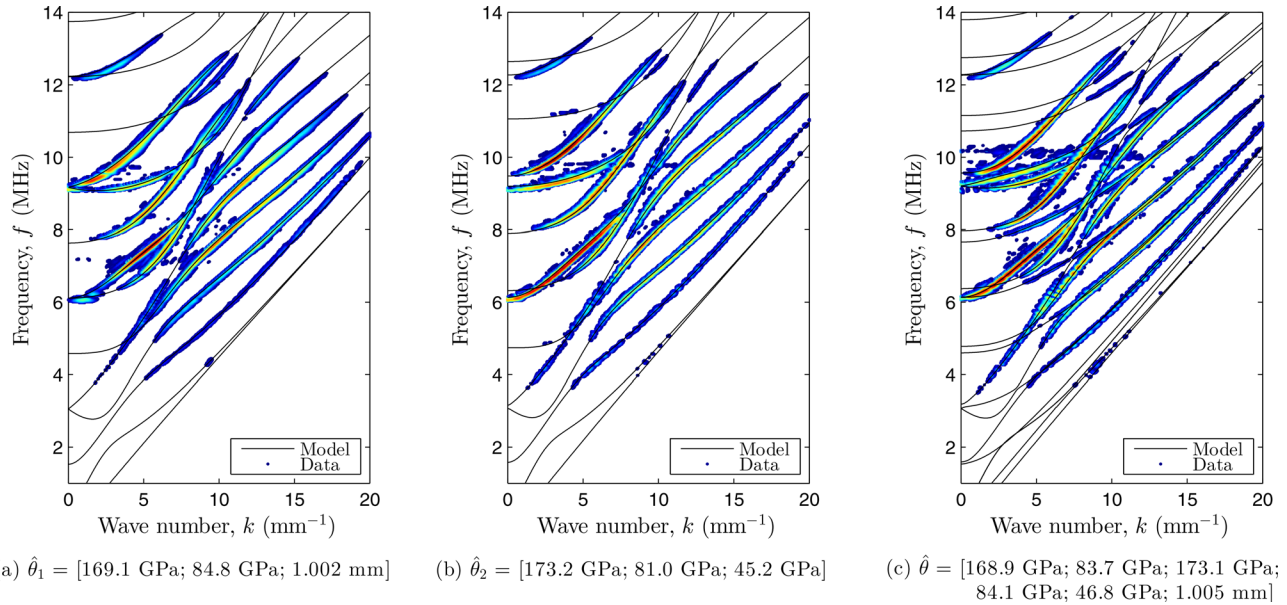 14
12
10
8
6
4
2
0 5 10 15 20
Frequency, f (MHz)
Wave number, k (mm⁻¹)
Model
Data
a) θ̂₁ = [169.1 GPa; 84.8 GPa; 1.002 mm]
14
12
10
8
6
4
2
0 5 10 15 20
Frequency, f (MHz)
Wave number, k (mm⁻¹)
Model
Data
(b) θ̂₂ = [173.2 GPa; 81.0 GPa; 45.2 GPa]
14
12
10
8
6
4
2
0 5 10 15 20
Frequency, f (MHz)
Wave number, k (mm⁻¹)
Model
Data
(c) θ̂ = [168.9 GPa; 83.7 GPa; 173.1 GPa;
84.1 GPa; 46.8 GPa; 1.005 mm]